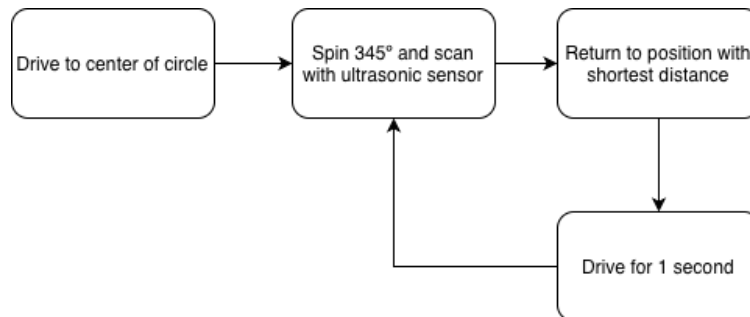 Drive to center of circle
Spin 345º and scan
with ultrasonic sensor
Return to position with
shortest distance
Drive for 1 second